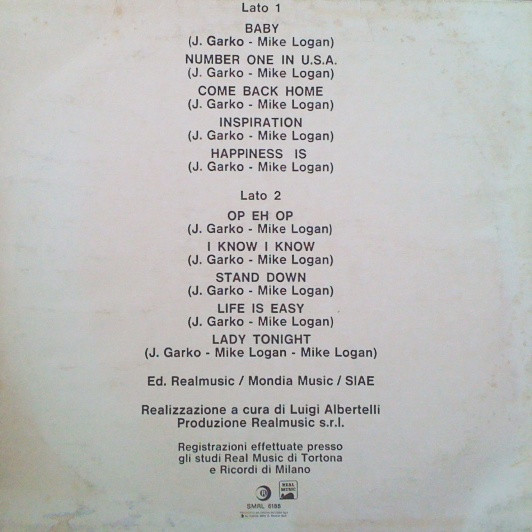 Lato 1
BABY
(J. Garko - Mike Logan)
NUMBER ONE IN U.S.A.
(J. Garko - Mike Logan)
COME BACK HOME
(J. Garko - Mike Logan)
INSPIRATION
(J. Garko - Mike Logan)
HAPPINESS IS
(J. Garko - Mike Logan)
Lato 2
OP EH OP
(J. Garko - Mike Logan)
I KNOW I KNOW
(J. Garko - Mike Logan)
STAND DOWN
(J. Garko - Mike Logan)
LIFE IS EASY
(J. Garko - Mike Logan)
LADY TONIGHT
(J. Garko - Mike Logan - Mike Logan)
Ed. Realmusic / Mondia Music / SIAE
Realizzazione a cura di Luigi Albertelli
Produzione Realmusic s.r.l.
Registrazioni effettuate presso
gli studi Real Music di Tortona
e Ricordi di Milano
REAL
MUSIC
SMRL